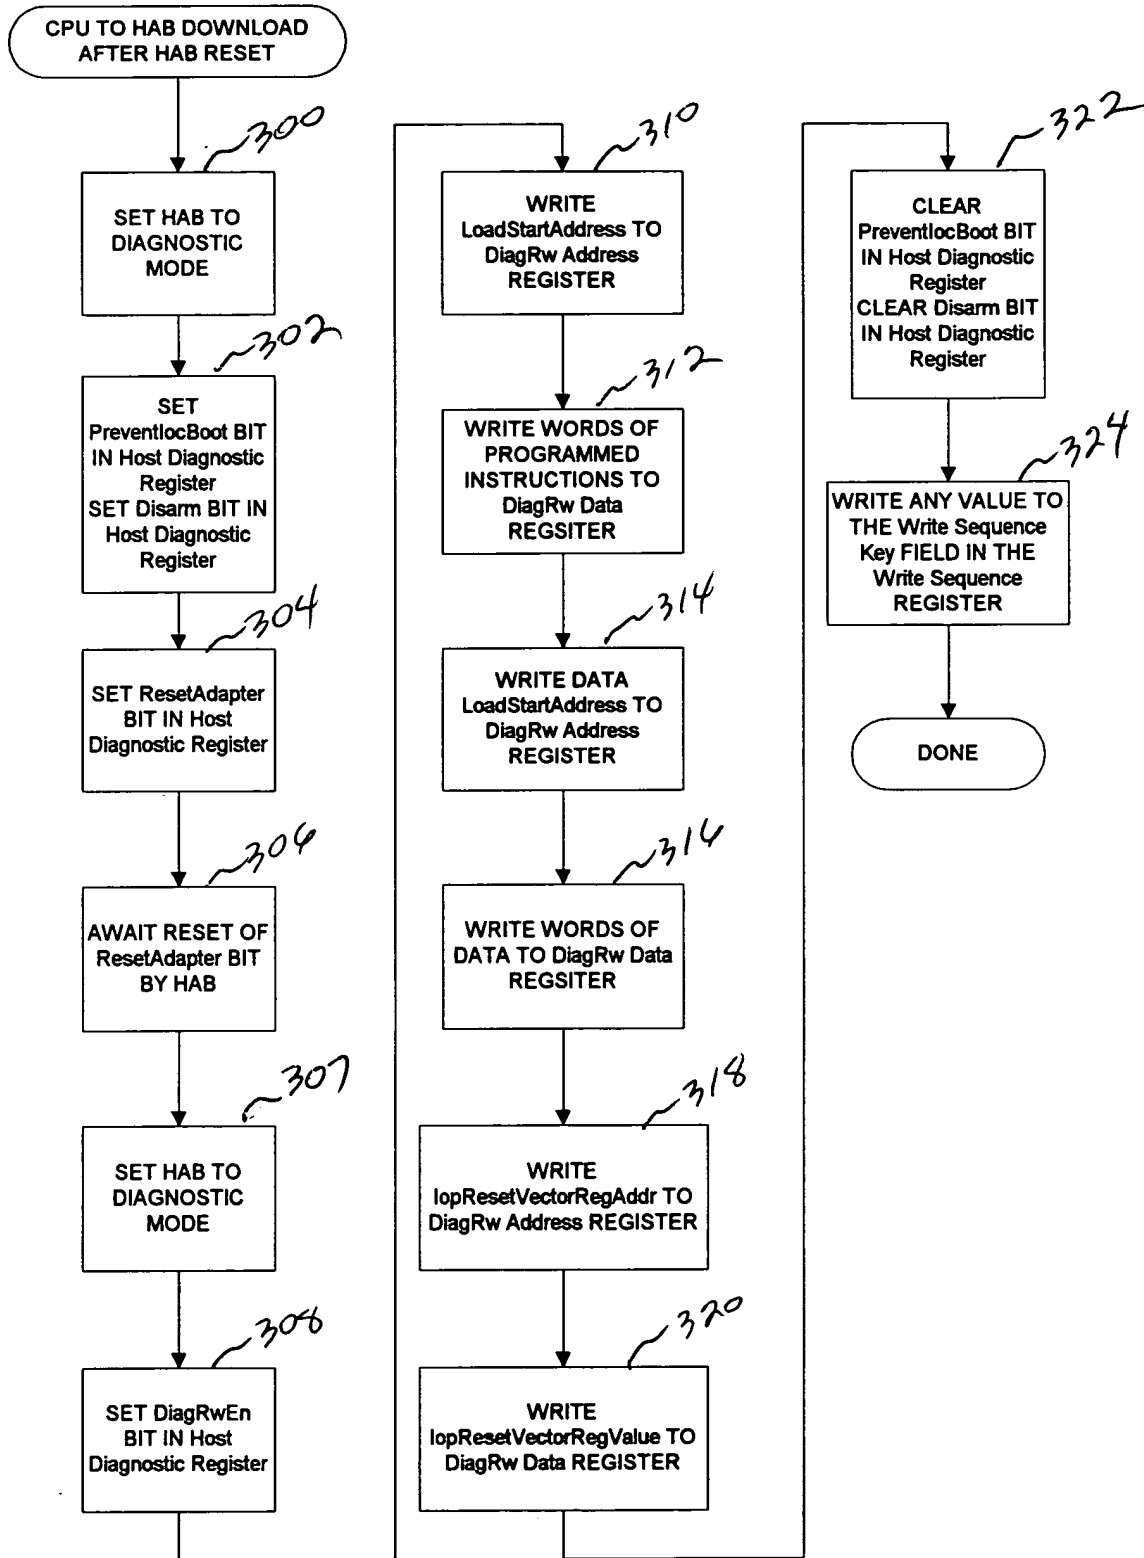 CPU TO HAB DOWNLOAD
AFTER HAB RESET
300
SET HAB TO
DIAGNOSTIC
MODE
302
SET
PreventIocBoot BIT
IN Host Diagnostic
Register
SET Disarm BIT IN
Host Diagnostic
Register
304
SET ResetAdapter
BIT IN Host
Diagnostic Register
306
AWAIT RESET OF
ResetAdapter BIT
BY HAB
307
SET HAB TO
DIAGNOSTIC
MODE
308
SET DiagRwEn
BIT IN Host
Diagnostic Register
310
WRITE
LoadStartAddress TO
DiagRw Address
REGISTER
312
WRITE WORDS OF
PROGRAMMED
INSTRUCTIONS TO
DiagRw Data
REGSITER
314
WRITE DATA
LoadStartAddress TO
DiagRw Address
REGISTER
316
WRITE WORDS OF
DATA TO DiagRw Data
REGSITER
318
WRITE
IopResetVectorRegAddr TO
DiagRw Address REGISTER
320
WRITE
IopResetVectorRegValue TO
DiagRw Data REGISTER
322
CLEAR
PreventIocBoot BIT
IN Host Diagnostic
Register
CLEAR Disarm BIT
IN Host Diagnostic
Register
324
WRITE ANY VALUE TO
THE Write Sequence
Key FIELD IN THE
Write Sequence
REGISTER
DONE